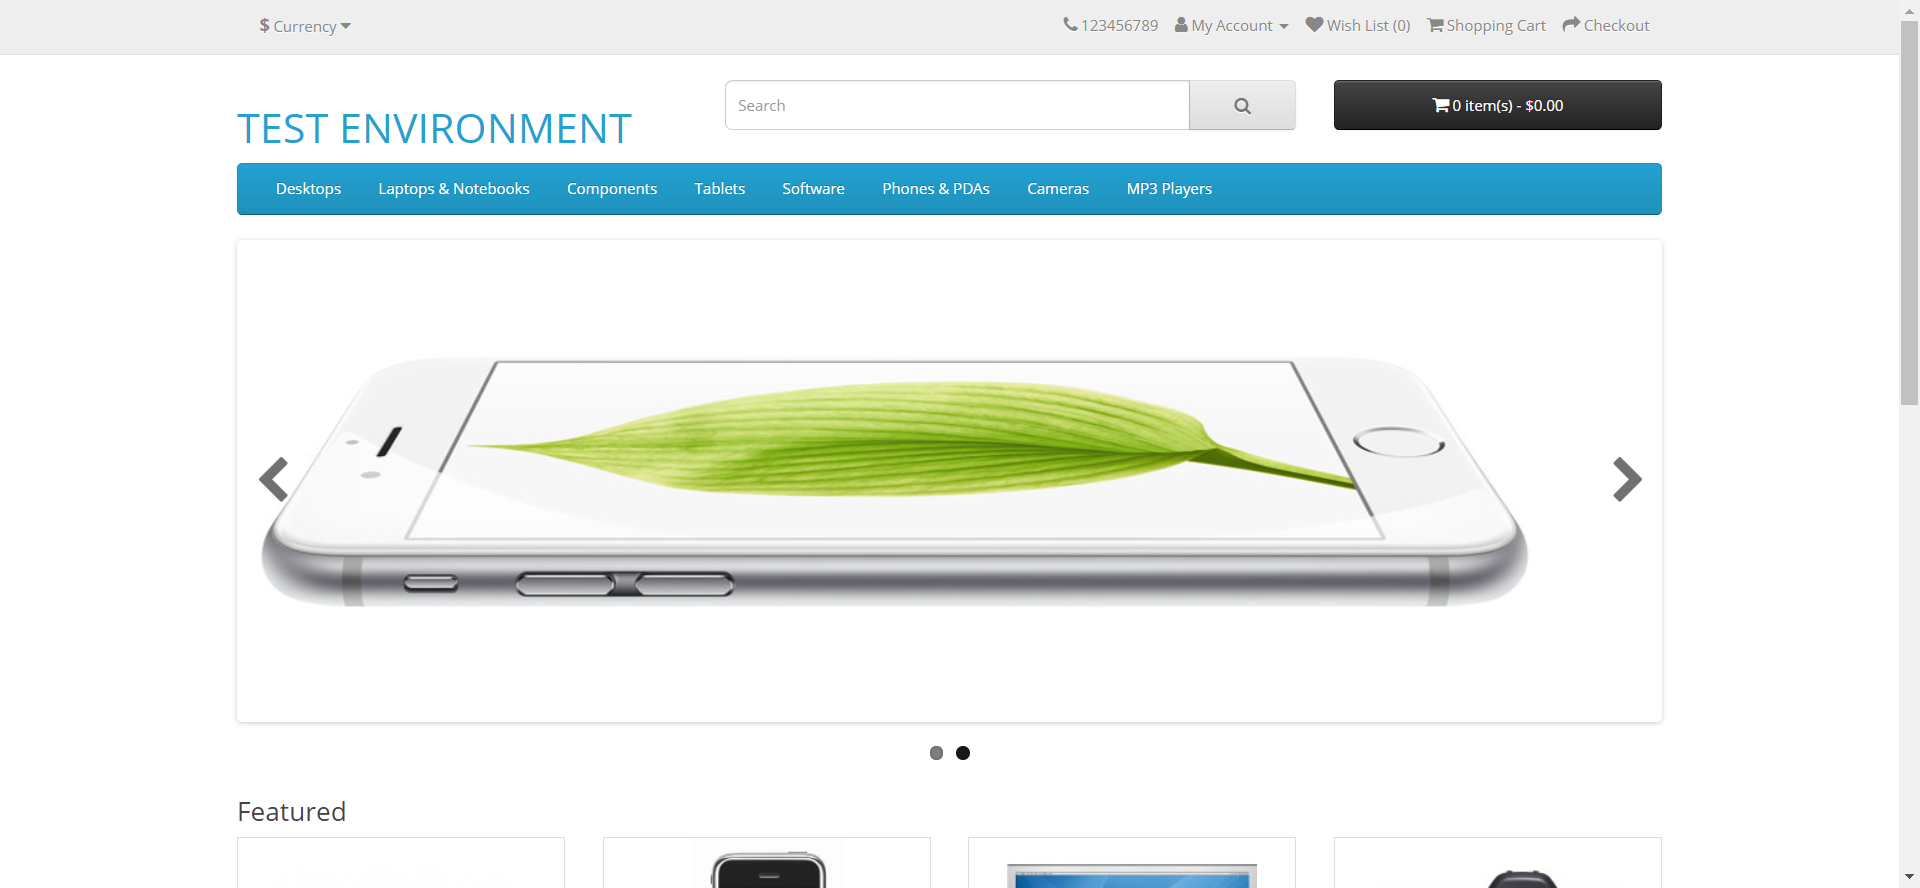 $ Currency
123456789 My Account Wish List (0) Shopping Cart Checkout
Search
0 item(s) - $0.00
TEST ENVIRONMENT
Desktops Laptops & Notebooks Components Tablets Software Phones & PDAs Cameras MP3 Players
Featured